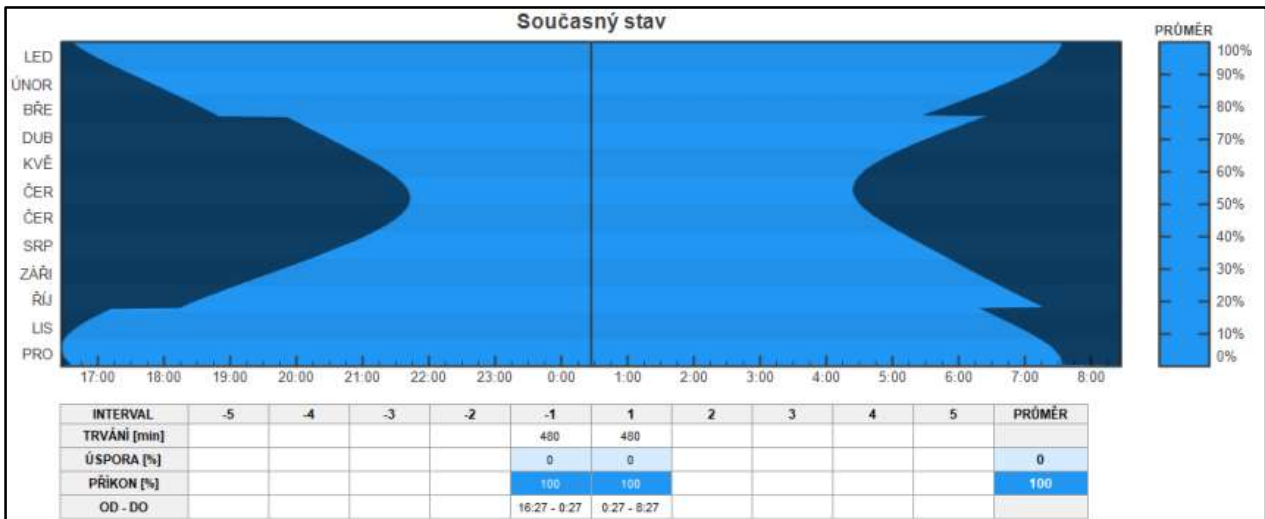 Současný stav
PRŮMĚR
LED
ÚNOR
BŘE
DUB
KVĚ
ČER
ČER
SRP
ZÁŘI
ŘÍJ
LIS
PRO
17:00 18:00 19:00 20:00 21:00 22:00 23:00 0:00 1:00 2:00 3:00 4:00 5:00 6:00 7:00 8:00
100%
90%
80%
70%
60%
50%
40%
30%
20%
10%
0%
INTERVAL -5 -4 -3 -2 -1 1 2 3 4 5 PRŮMĚR
TRVÁNÍ [min] 480 480
ÚSPORA [%] 0 0 0
PŘÍKON [%] 100 100 100
OD - DO 16:27 - 0:27 0:27 - 8:27